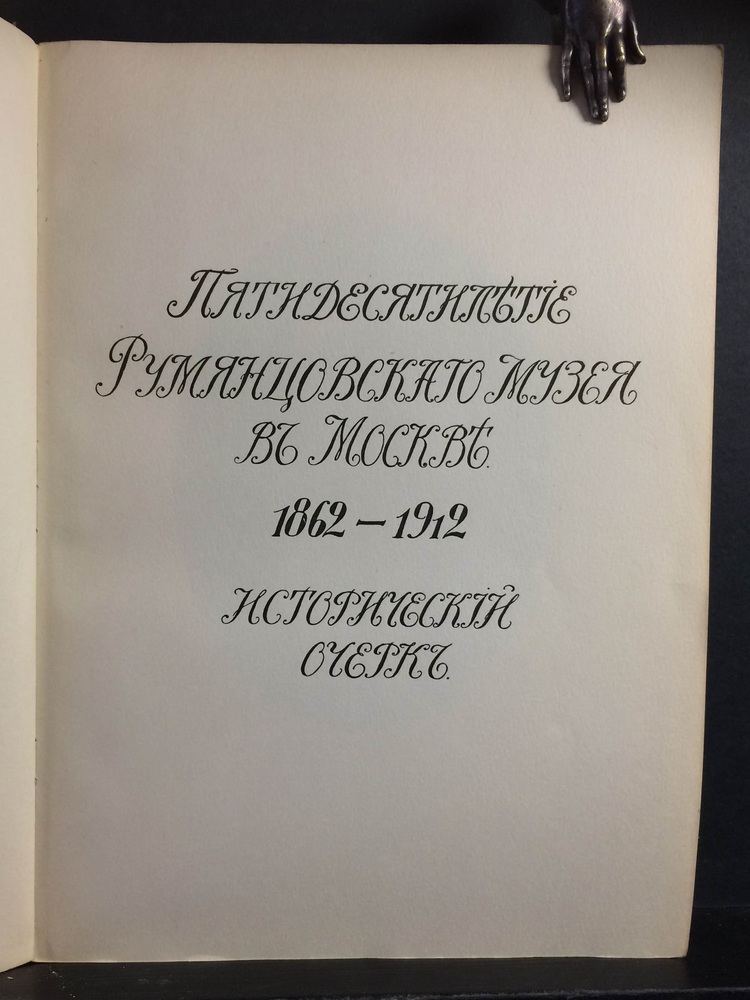 Пятидесятилѣтіе
Румянцовскаго Музея
въ Москвѣ.
1862 — 1912
Историческій
очеркъ.